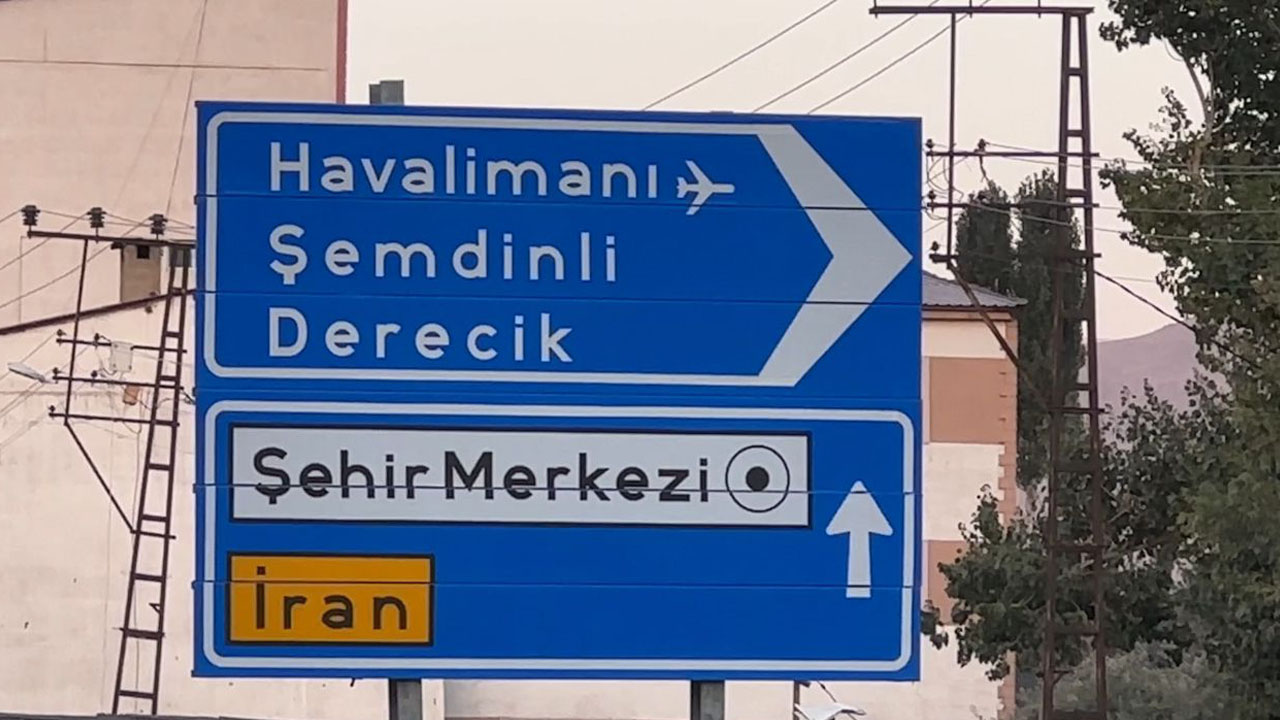 Havalimanı
Şemdinli
Derecik
Şehir Merkezi
İran